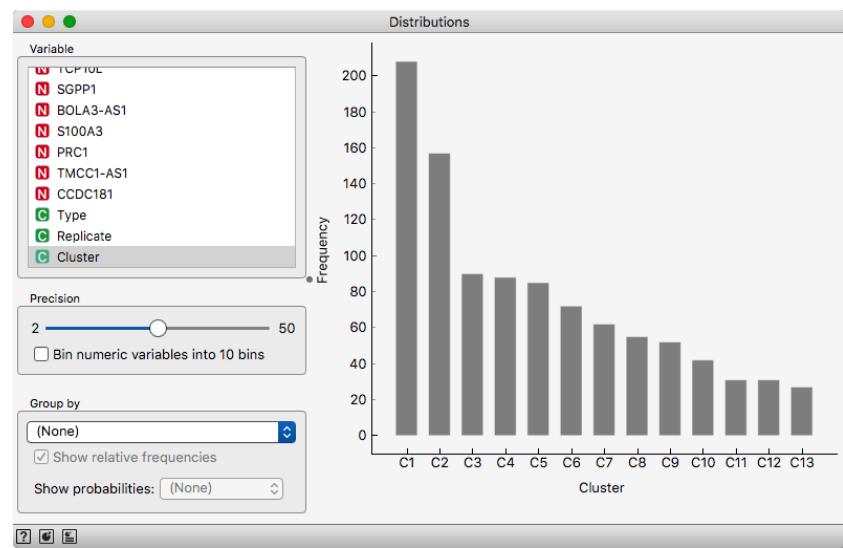 Distributions
Variable
TCP10L
SGPP1
BOLA3-AS1
S100A3
PRC1
TMCC1-AS1
CCDC181
Type
Replicate
Cluster
Precision
2
50
Bin numeric variables into 10 bins
Group by
(None)
Show relative frequencies
Show probabilities:
(None)
Frequency
200
180
160
140
120
100
80
60
40
20
0
C1 C2 C3 C4 C5 C6 C7 C8 C9 C10 C11 C12 C13
Cluster